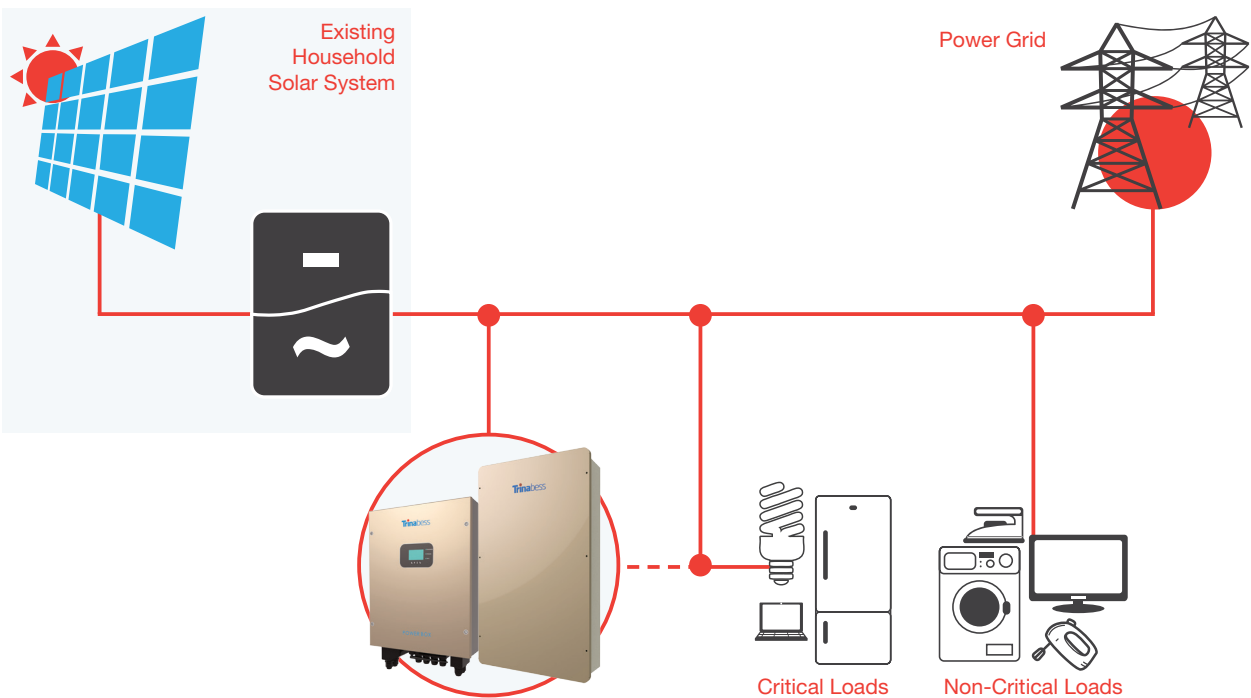 Existing
Household
Solar System
Power Grid
Trinabess
Trinabess
Critical Loads
Non-Critical Loads